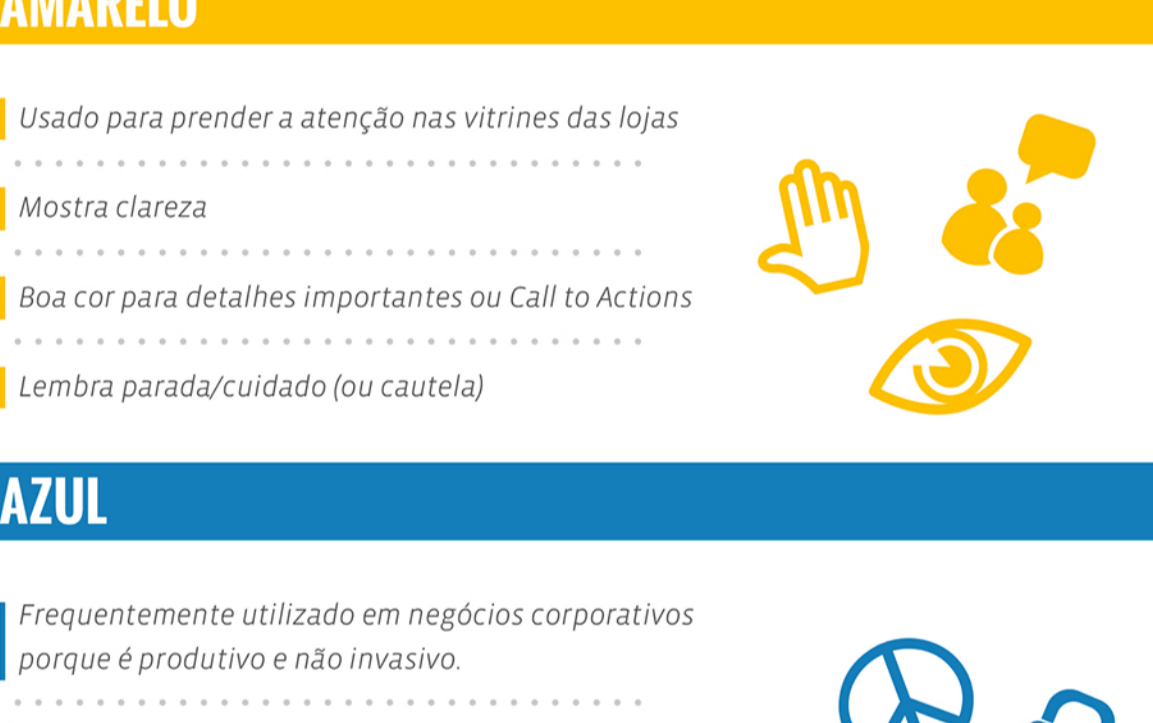 AMARELO
Usado para prender a atenção nas vitrines das lojas
Mostra clareza
Boa cor para detalhes importantes ou Call to Actions
Lembra parada/cuidado (ou cautela)
AZUL
Frequentemente utilizado em negócios corporativos
porque é produtivo e não invasivo.